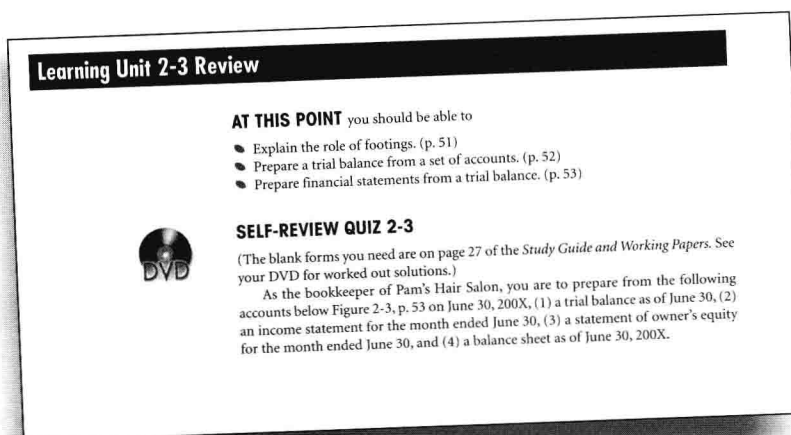 Learning Unit 2-3 Review
AT THIS POINT you should be able to
Explain the role of footings. (p. 51)
Prepare a trial balance from a set of accounts. (p. 52)
Prepare financial statements from a trial balance. (p. 53)
DVD
SELF-REVIEW QUIZ 2-3
(The blank forms you need are on page 27 of the Study Guide and Working Papers. See
your DVD for worked out solutions.)
As the bookkeeper of Pam's Hair Salon, you are to prepare from the following
accounts below Figure 2-3, p. 53 on June 30, 200X, (1) a trial balance as of June 30, (2)
an income statement for the month ended June 30, (3) a statement of owner's equity
for the month ended June 30, and (4) a balance sheet as of June 30, 200X.